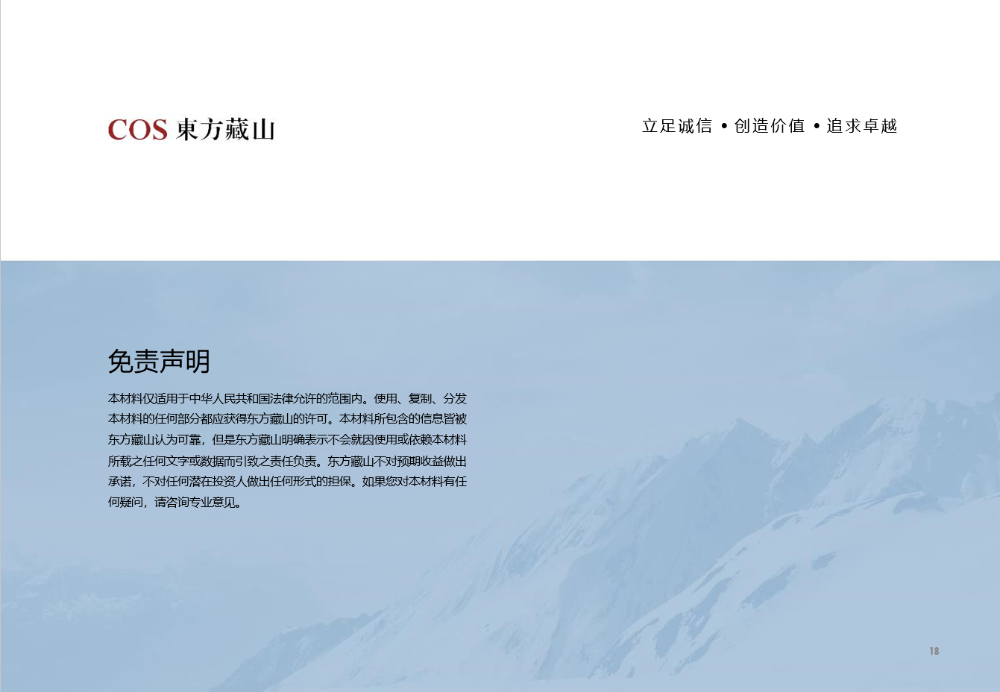 COS 東方藏山
立足诚信 • 创造价值 • 追求卓越
免责声明
本材料仅适用于中华人民共和国法律允许的范围内。使用、复制、分发
本材料的任何部分都应获得东方藏山的许可。本材料所包含的信息皆被
东方藏山认为可靠，但是东方藏山明确表示不会就因使用或依赖本材料
所载之任何文字或数据而引致之责任负责。东方藏山不对预期收益做出
承诺，不对任何潜在投资人做出任何形式的担保。如果您对本材料有任
何疑问，请咨询专业意见。
18